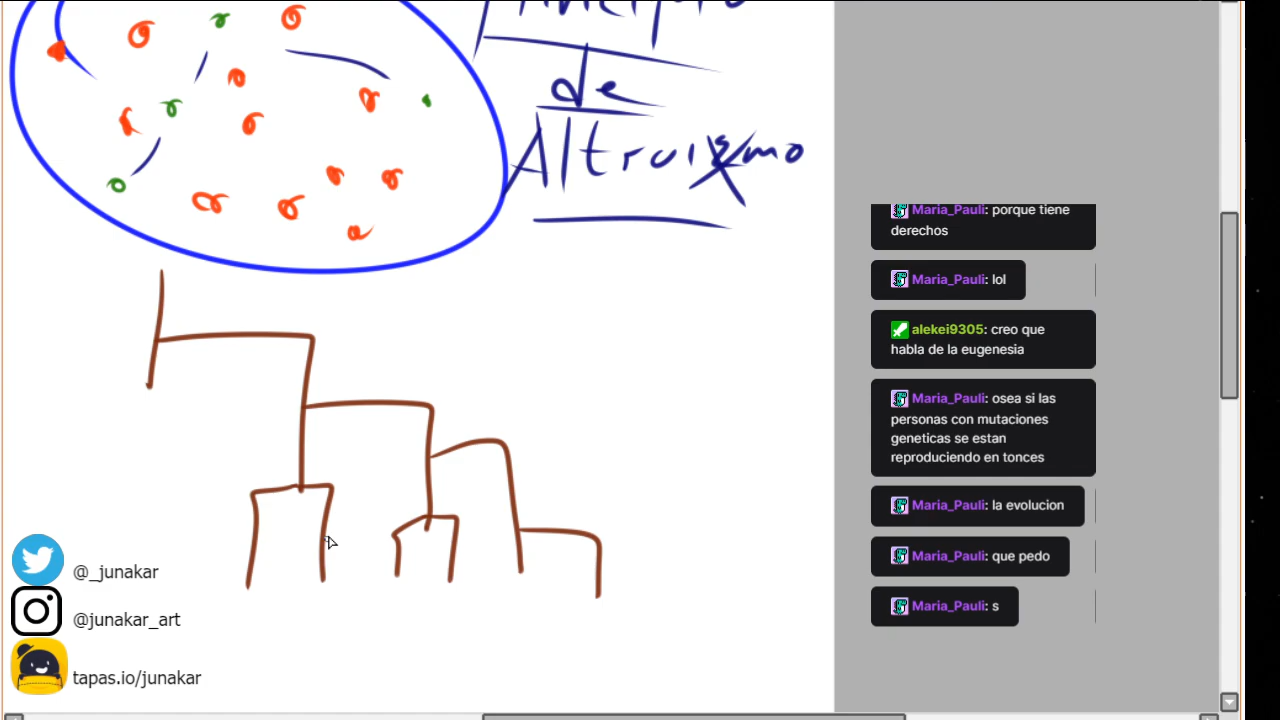 de
Altruismo
Maria_Pauli: porque tiene
derechos
Maria_Pauli: lol
alekei9305: creo que
habla de la eugenesia
Maria_Pauli: osea si las
personas con mutaciones
geneticas se estan
reproduciendo en tonces
Maria_Pauli: la evolucion
Maria_Pauli: que pedo
Maria_Pauli: s
@_junakar
@junakar_art
tapas.io/junakar